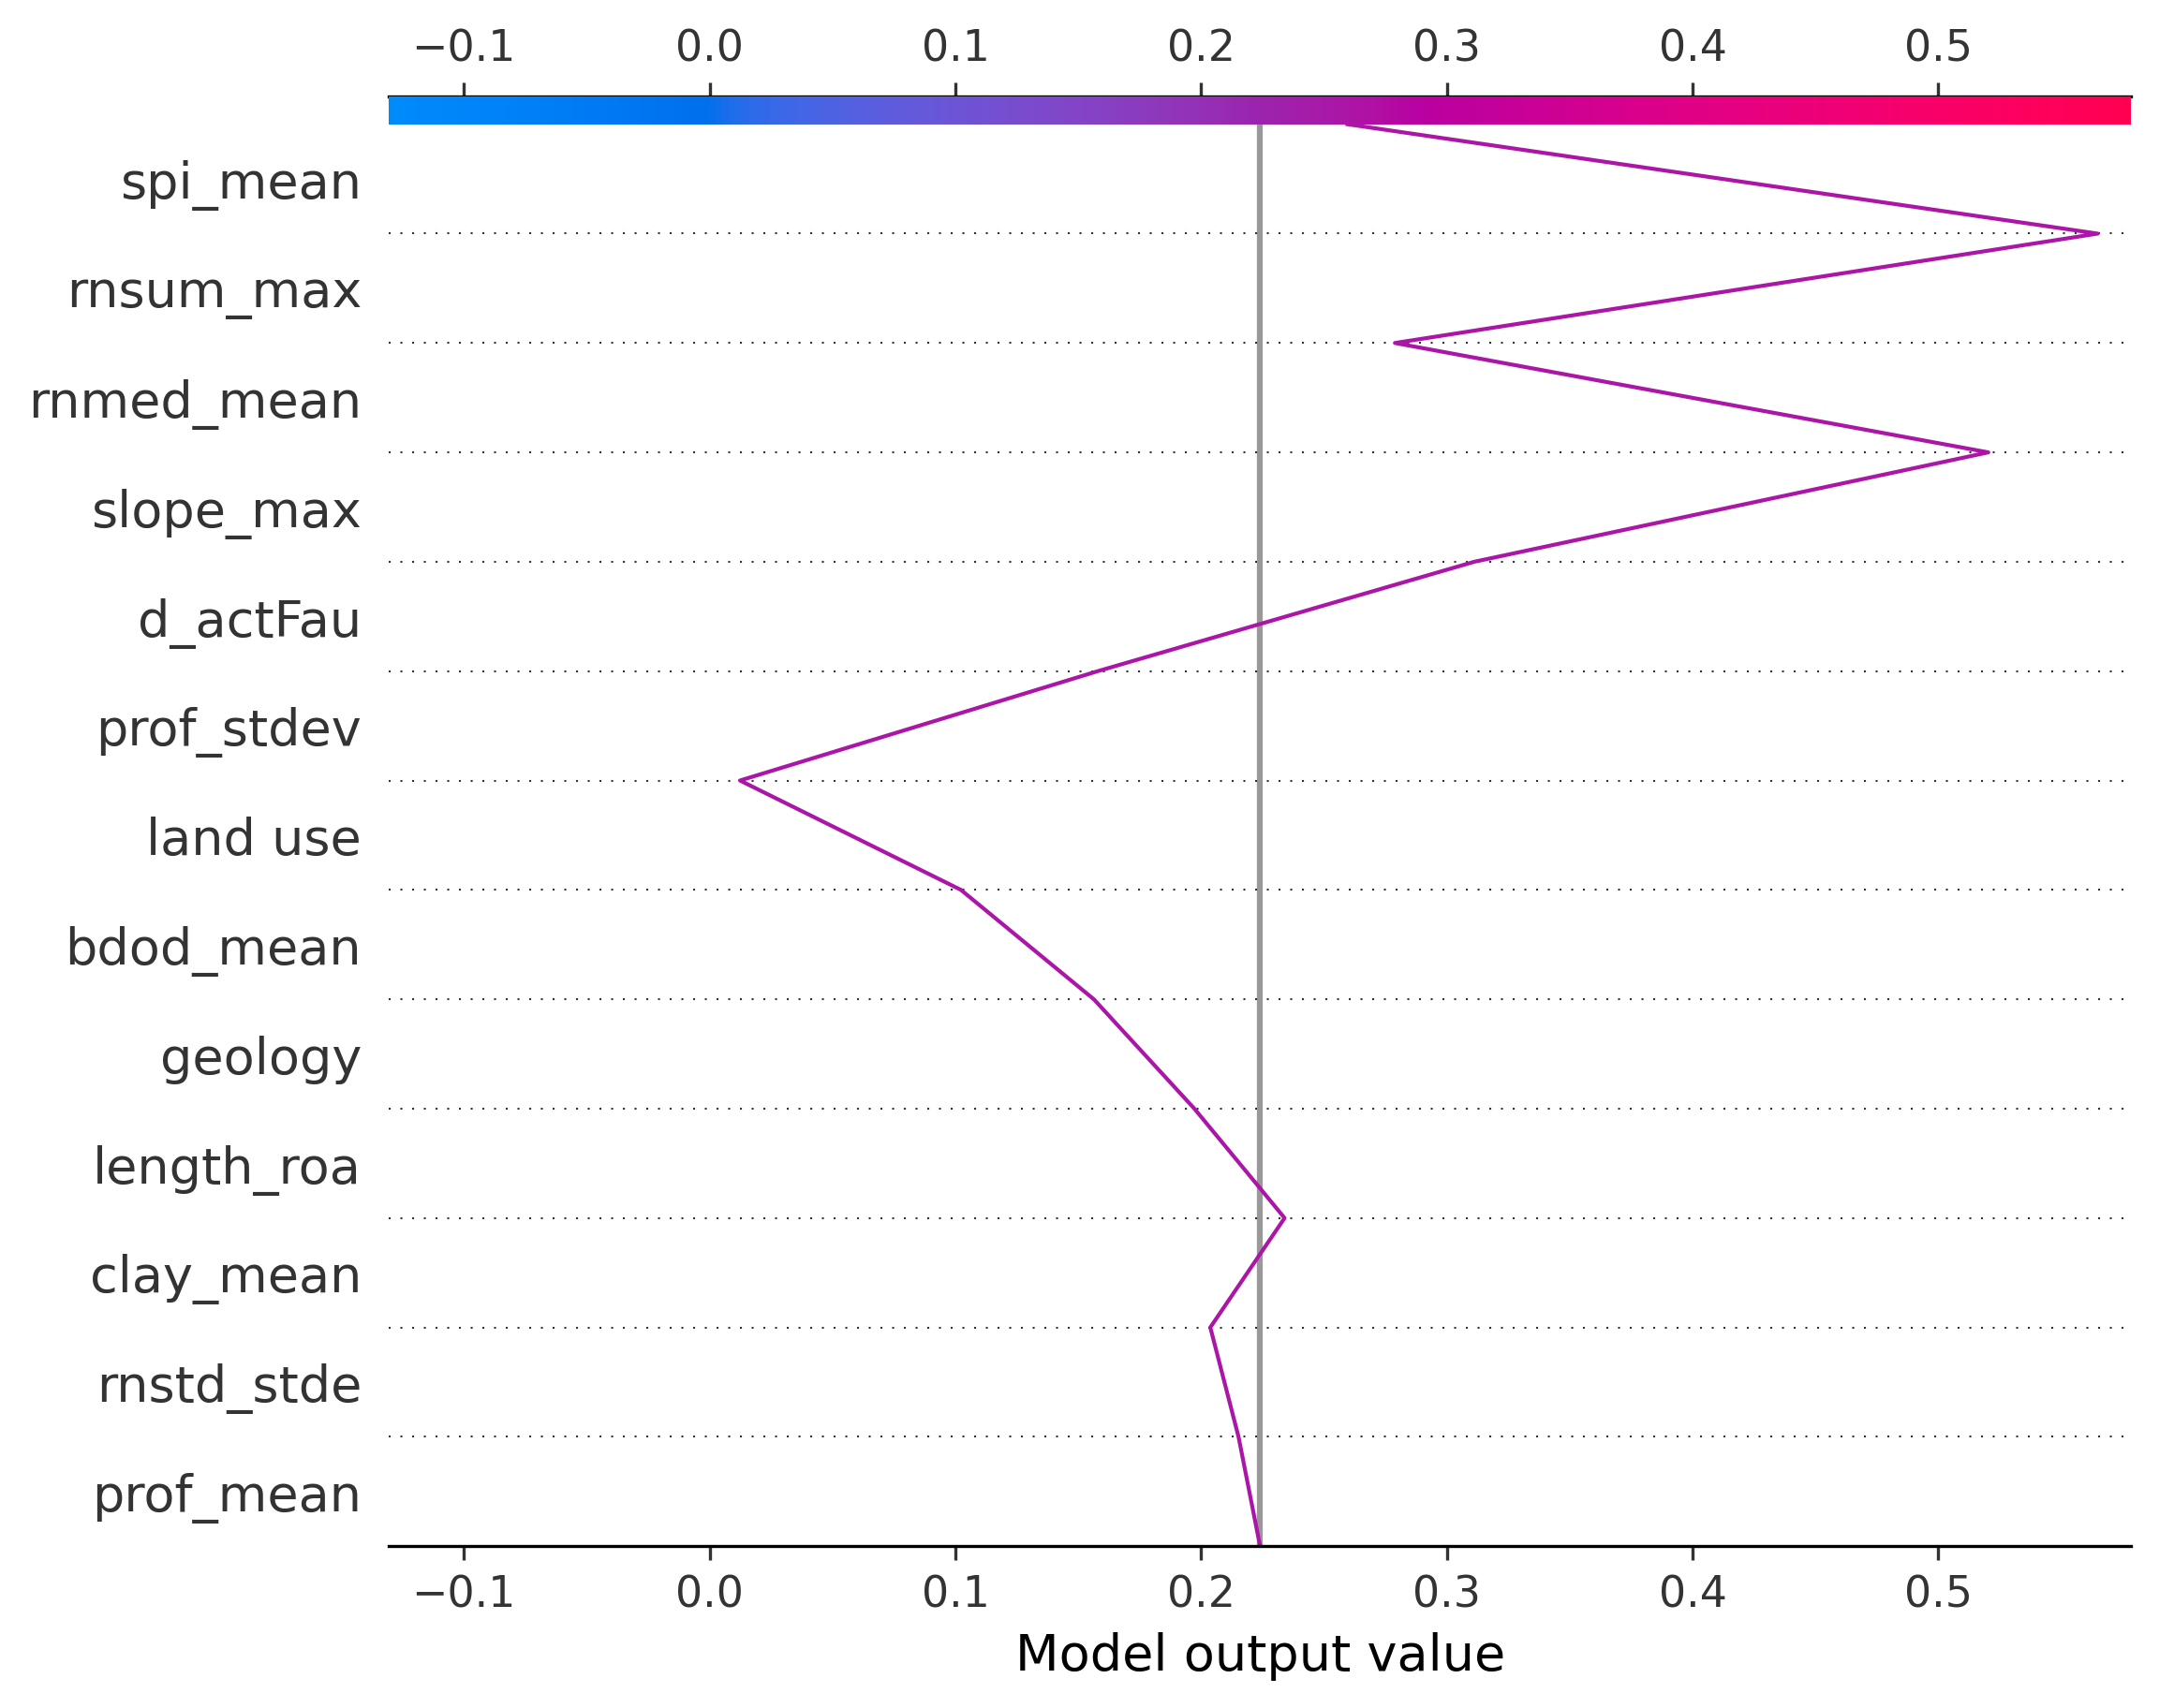 −0.1 0.0 0.1 0.2 0.3 0.4 0.5
spi_mean
rnsum_max
rnmed_mean
slope_max
d_actFau
prof_stdev
land use
bdod_mean
geology
length_roa
clay_mean
rnstd_stde
prof_mean
−0.1 0.0 0.1 0.2 0.3 0.4 0.5
Model output value